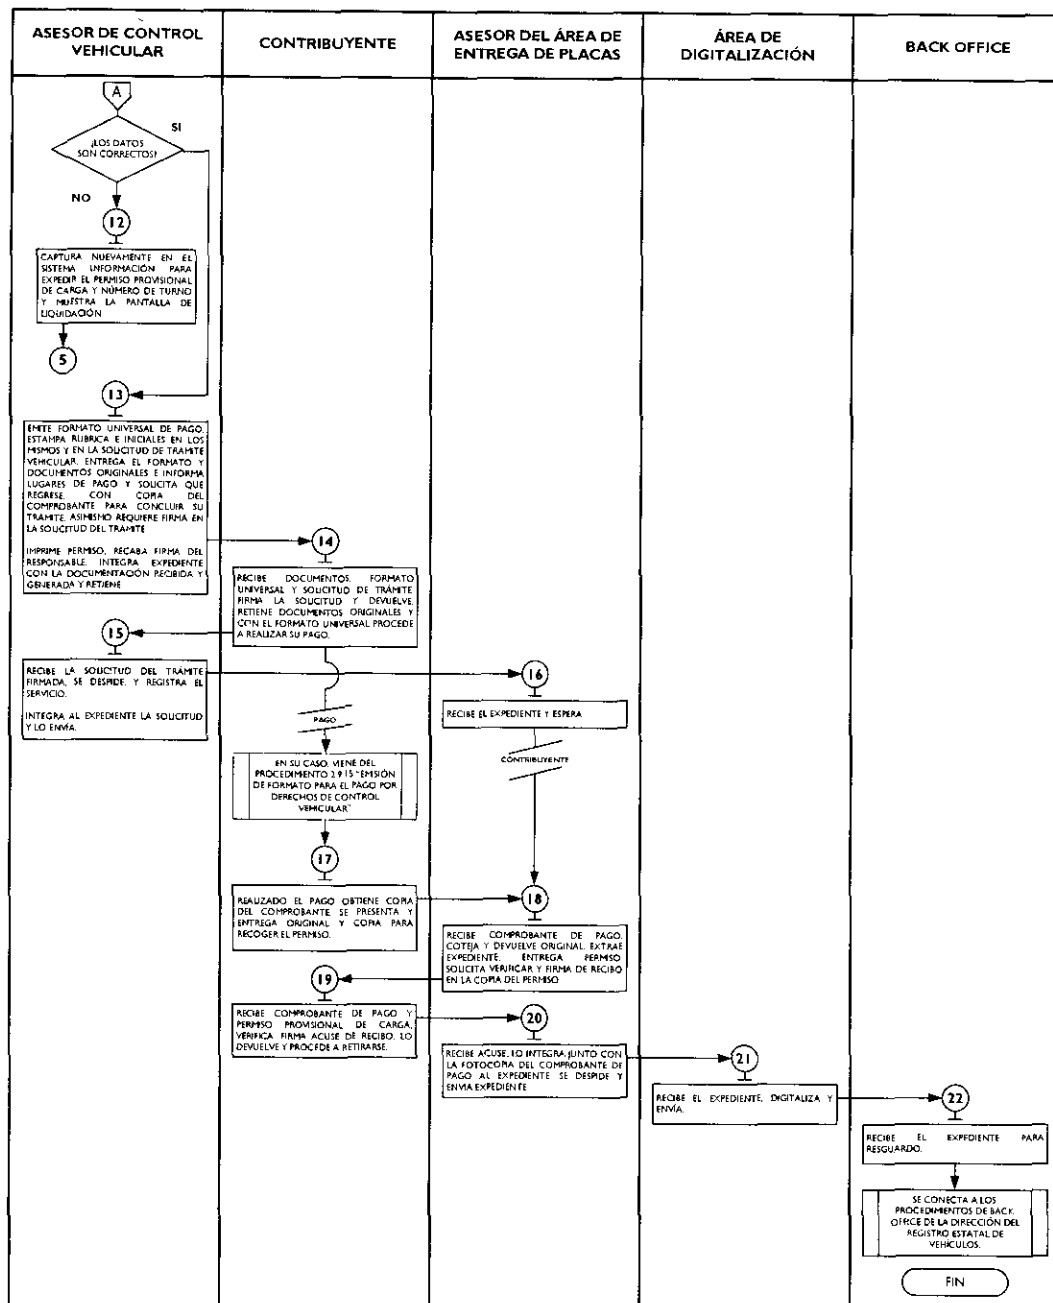 ASESOR DE CONTROL
VEHICULAR
CONTRIBUYENTE
ASESOR DEL ÁREA DE
ENTREGA DE PLACAS
ÁREA DE
DIGITALIZACIÓN
BACK OFFICE
A
¿LOS DATOS
SON CORRECTOS?
SI
NO
12
CAPTURA NUEVAMENTE EN EL
SISTEMA INFORMACIÓN PARA
EXPEDIR EL PERMISO PROVISIONAL
DE CARGA Y NÚMERO DE TURNO
Y MUESTRA LA PANTALLA DE
LIQUIDACIÓN
5
13
EMITE FORMATO UNIVERSAL DE PAGO,
ESTAMPA RUBRICA E INICIALES EN LOS
MISMOS Y EN LA SOLICITUD DE TRAMITE
VEHICULAR. ENTREGA EL FORMATO Y
DOCUMENTOS ORIGINALES E INFORMA
LUGARES DE PAGO Y SOLICITA QUE
REGRESE CON COPIA DEL
COMPROBANTE PARA CONCLUIR SU
TRAMITE. ASIMISMO REQUIERE FIRMA EN
LA SOLICITUD DEL TRAMITE
IMPRIME PERMISO, RECABA FIRMA DEL
RESPONSABLE. INTEGRA EXPEDIENTE
CON LA DOCUMENTACIÓN RECIBIDA Y
GENERADA Y RETIENE
14
RECIBE DOCUMENTOS, FORMATO
UNIVERSAL Y SOLICITUD DE TRÁMITE
FIRMA LA SOLICITUD Y DEVUELVE,
RETIENE DOCUMENTOS ORIGINALES Y
CON EL FORMATO UNIVERSAL PROCEDE
A REALIZAR SU PAGO.
15
RECIBE LA SOLICITUD DEL TRÁMITE
FIRMADA, SE DESPIDE, Y REGISTRA EL
SERVICIO.
INTEGRA AL EXPEDIENTE LA SOLICITUD
Y LO ENVÍA.
16
RECIBE EL EXPEDIENTE Y ESPERA
PAGO
CONTRIBUYENTE
EN SU CASO, VIENE DEL
PROCEDIMIENTO 2.9.15 "EMISIÓN
DE FORMATO PARA EL PAGO POR
DERECHOS DE CONTROL
VEHICULAR"
17
REALIZADO EL PAGO OBTIENE COPIA
DEL COMPROBANTE SE PRESENTA Y
ENTREGA ORIGINAL Y COPIA PARA
RECOGER EL PERMISO.
18
RECIBE COMPROBANTE DE PAGO
COTEJA Y DEVUELVE ORIGINAL. EXTRAE
EXPEDIENTE, ENTREGA PERMISO
SOLICITA VERIFICAR Y FIRMA DE RECIBO
EN LA COPIA DEL PERMISO
19
RECIBE COMPROBANTE DE PAGO Y
PERMISO PROVISIONAL DE CARGA,
VERIFICA FIRMA ACUSE DE RECIBO, LO
DEVUELVE Y PROCEDE A RETIRARSE.
20
RECIBE ACUSE, LO INTEGRA JUNTO CON
LA FOTOCOPIA DEL COMPROBANTE DE
PAGO AL EXPEDIENTE SE DESPIDE Y
ENVIA EXPEDIENTE
21
RECIBE EL EXPEDIENTE, DIGITALIZA Y
ENVÍA.
22
RECIBE EL EXPEDIENTE PARA
RESGUARDO.
SE CONECTA A LOS
PROCEDIMIENTOS DE BACK
OFFICE DE LA DIRECCIÓN DEL
REGISTRO ESTATAL DE
VEHÍCULOS.
FIN